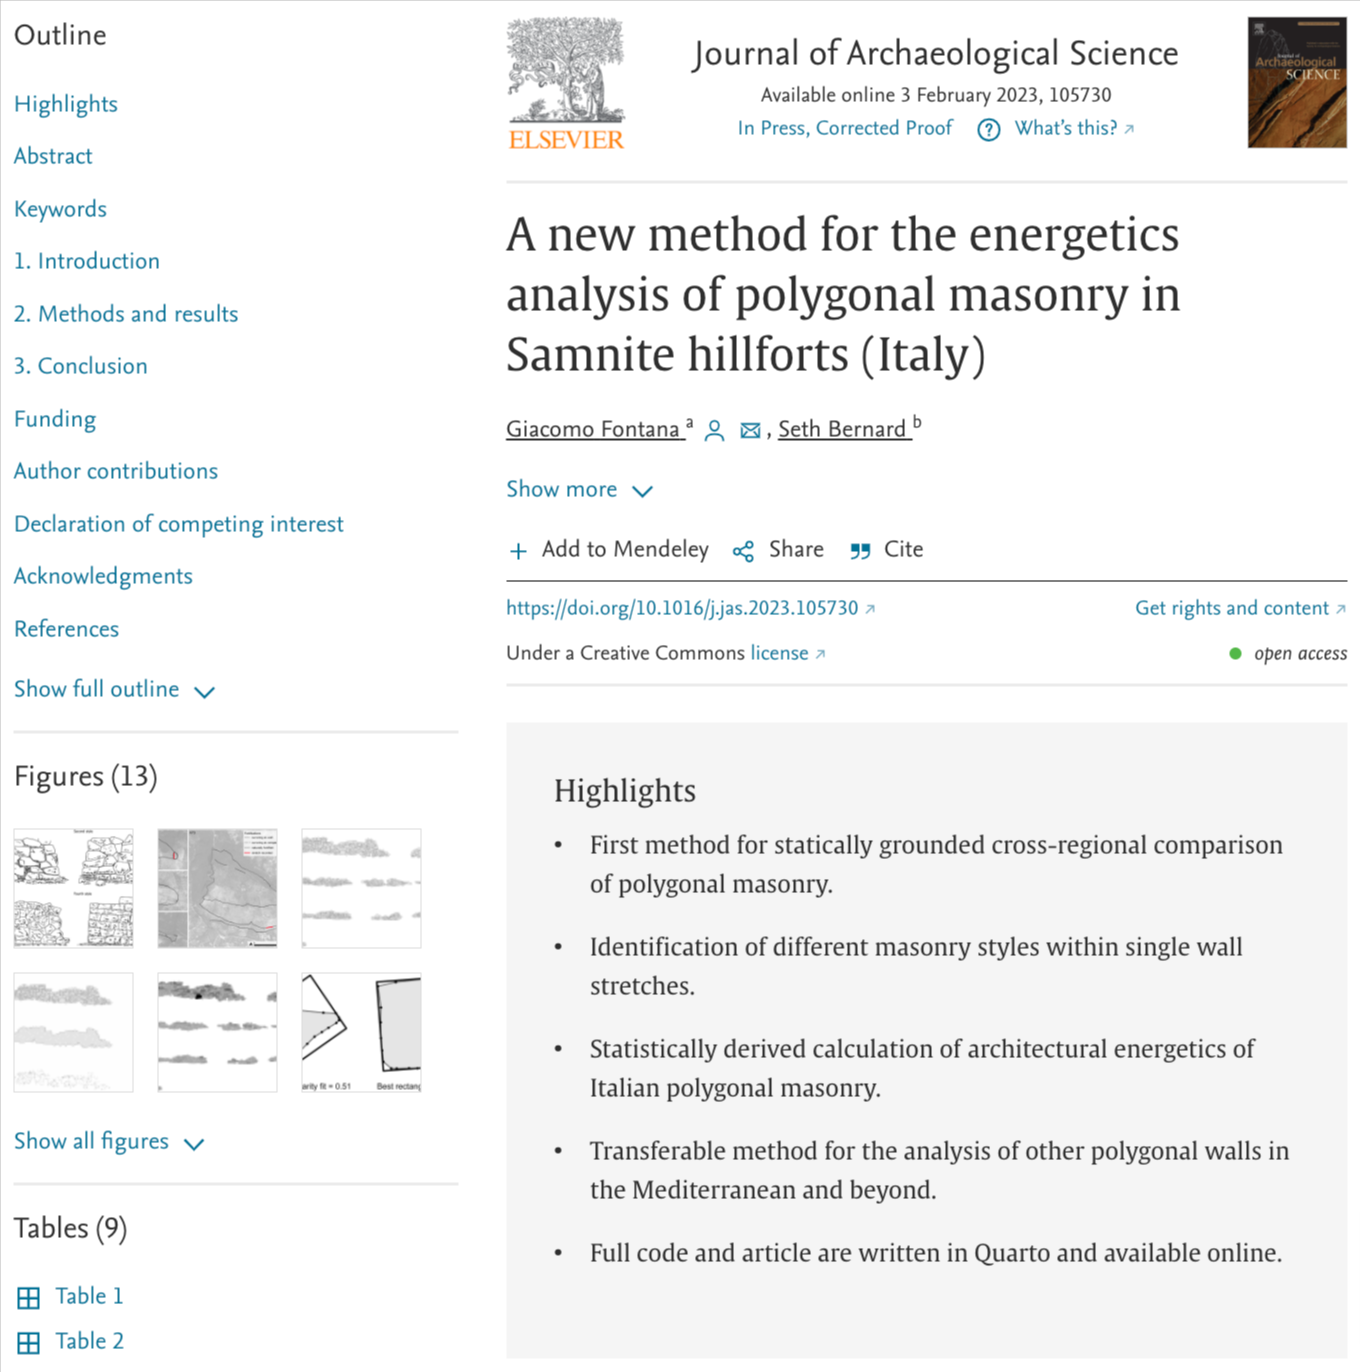 Outline
Highlights
Abstract
Keywords
1. Introduction
2. Methods and results
3. Conclusion
Funding
Author contributions
Declaration of competing interest
Acknowledgments
References
Show full outline
Figures (13)
arity fit = 0.51
Best rectang
Show all figures
Tables (9)
Table 1
Table 2
ELSEVIER
Journal of Archaeological Science
Available online 3 February 2023, 105730
In Press, Corrected Proof ? What's this? ↗
Journal of
Archaeological
SCIENCE
A new method for the energetics
analysis of polygonal masonry in
Samnite hillforts (Italy)
Giacomo Fontana a , Seth Bernard b
Show more
+ Add to Mendeley Share Cite
https://doi.org/10.1016/j.jas.2023.105730 ↗ Get rights and content ↗
Under a Creative Commons license ↗ open access
Highlights
• First method for statically grounded cross-regional comparison
of polygonal masonry.
• Identification of different masonry styles within single wall
stretches.
• Statistically derived calculation of architectural energetics of
Italian polygonal masonry.
• Transferable method for the analysis of other polygonal walls in
the Mediterranean and beyond.
• Full code and article are written in Quarto and available online.